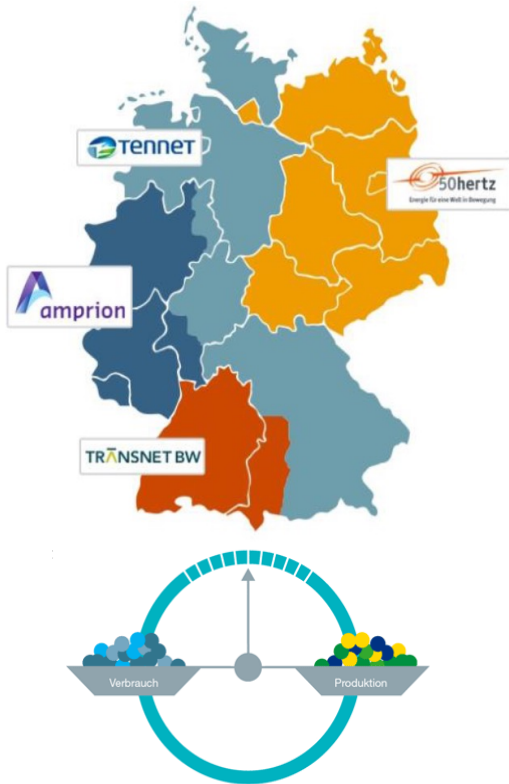 TENNET
50hertz
Energie für eine Welt in Bewegung
amprion
TRANSNET BW
Verbrauch
Produktion